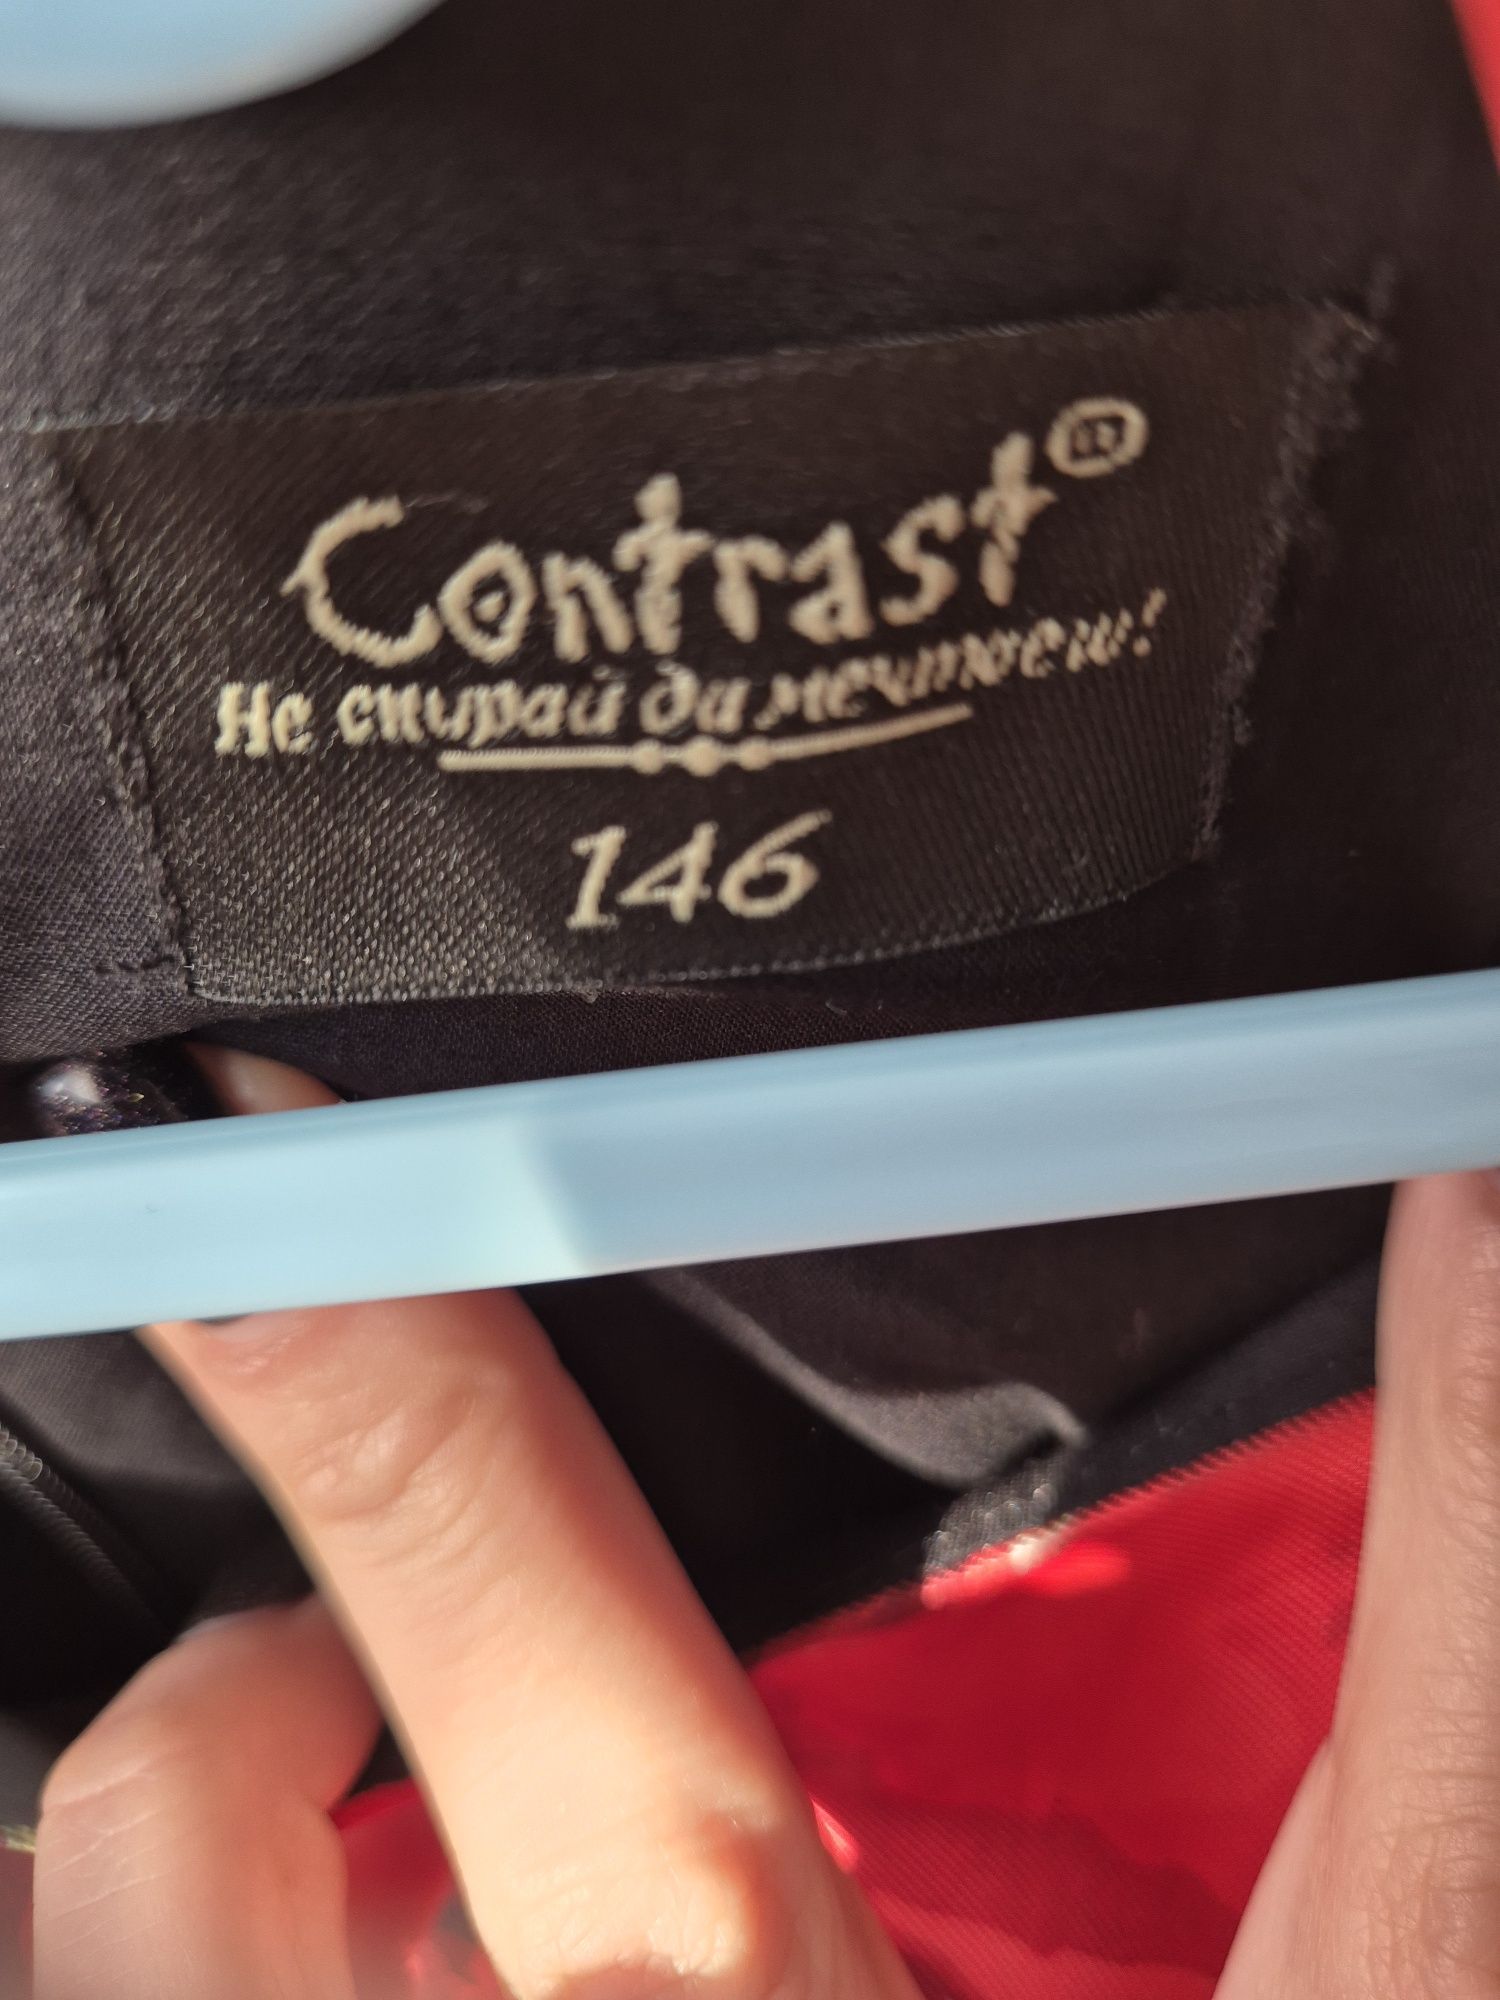 Contrast®
Не спирай да мечтаеш!
146